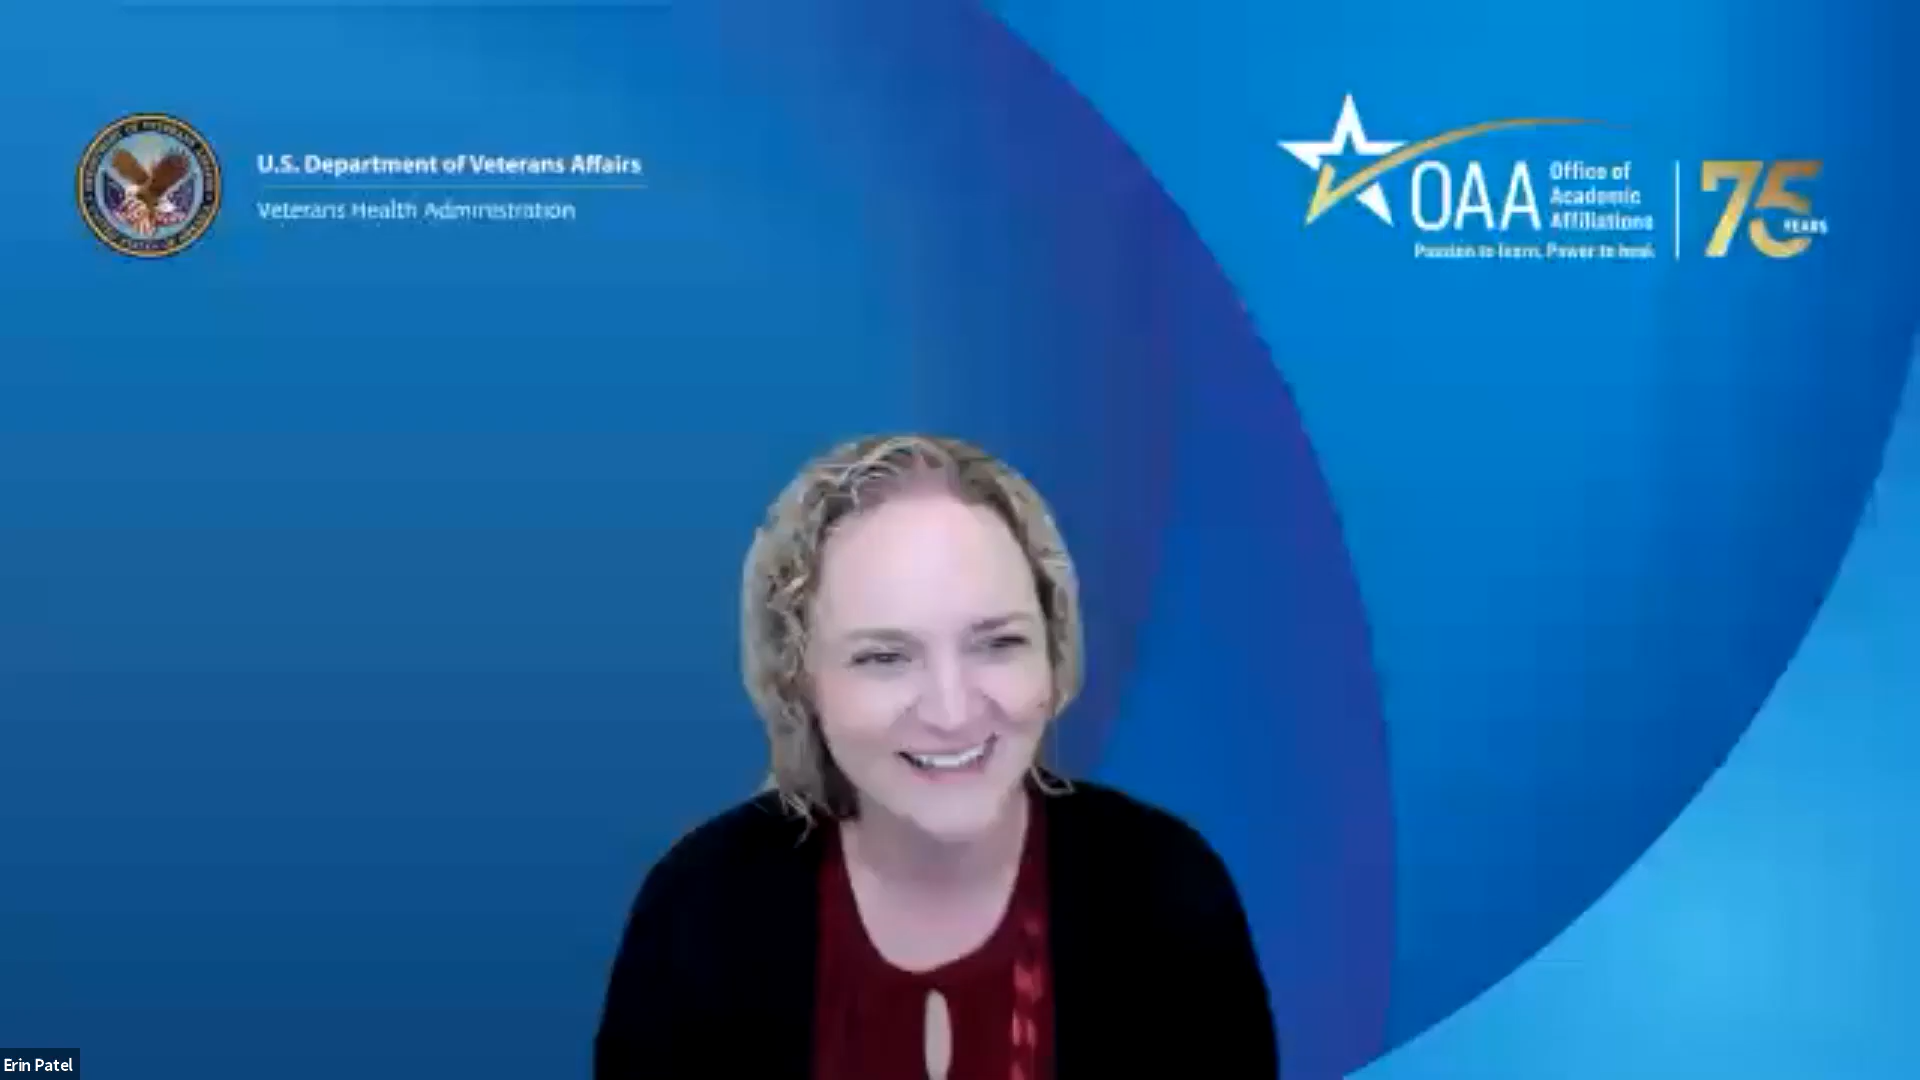 U.S. Department of Veterans Affairs
Veterans Health Administration
OAA
Office of
Academic
Affiliations
Passion to learn. Power to heal.
75
YEARS
Erin Patel